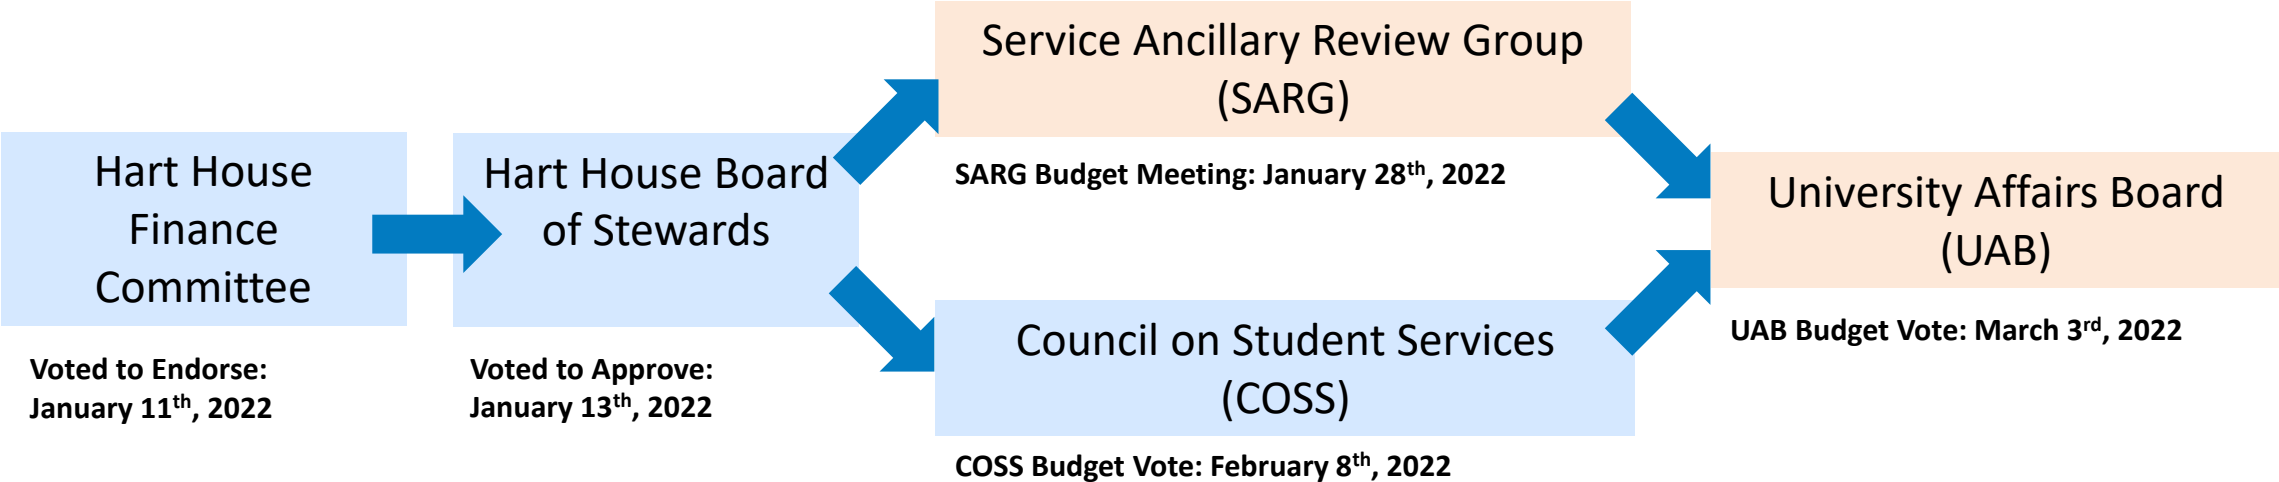 Hart House
Finance
Committee
Voted to Endorse:
January 11th, 2022
Hart House Board
of Stewards
Voted to Approve:
January 13th, 2022
Service Ancillary Review Group
(SARG)
SARG Budget Meeting: January 28th, 2022
Council on Student Services
(COSS)
COSS Budget Vote: February 8th, 2022
University Affairs Board
(UAB)
UAB Budget Vote: March 3rd, 2022